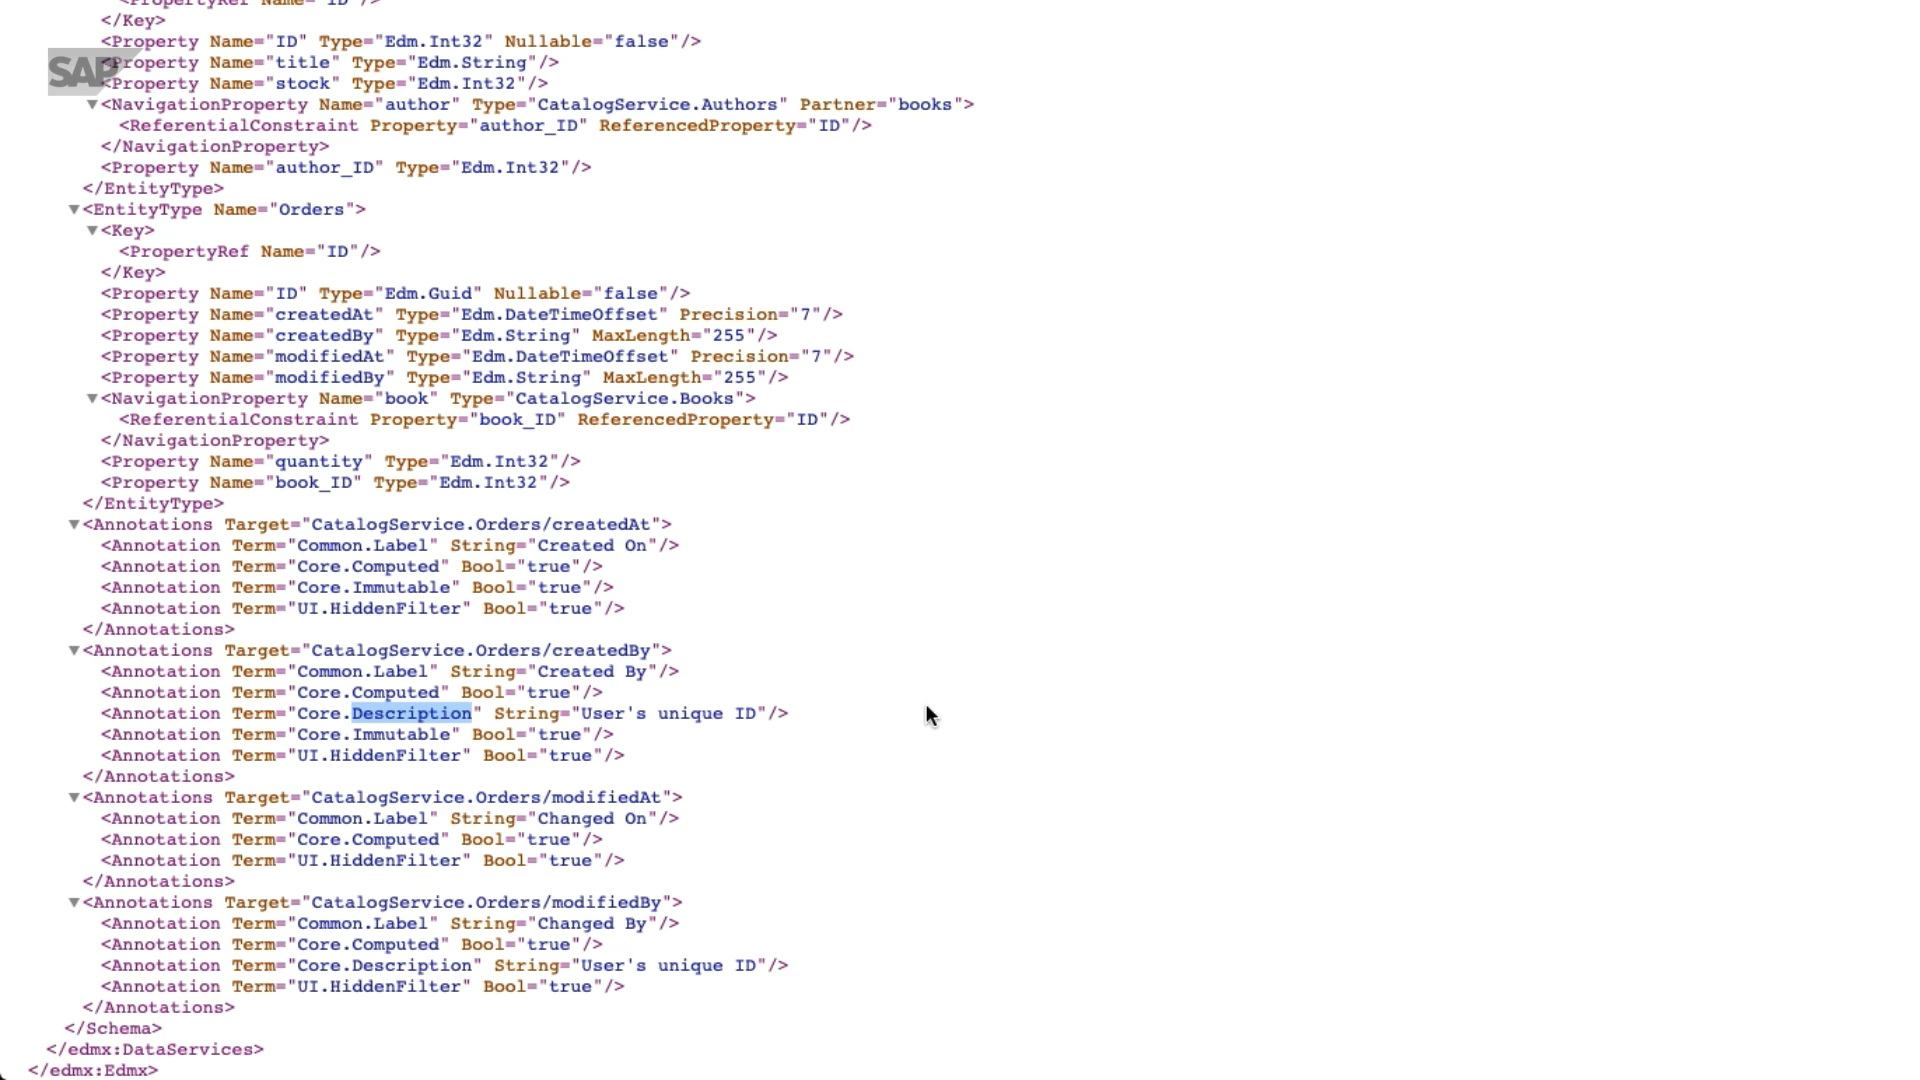 <PropertyRef Name="ID"/>
</Key>
<Property Name="ID" Type="Edm.Int32" Nullable="false"/>
<Property Name="title" Type="Edm.String"/>
SAP
<Property Name="stock" Type="Edm.Int32"/>
▼<NavigationProperty Name="author" Type="CatalogService.Authors" Partner="books">
<ReferentialConstraint Property="author_ID" ReferencedProperty="ID"/>
</NavigationProperty>
<Property Name="author_ID" Type="Edm.Int32"/>
</EntityType>
▼<EntityType Name="Orders">
▼<Key>
<PropertyRef Name="ID"/>
</Key>
<Property Name="ID" Type="Edm.Guid" Nullable="false"/>
<Property Name="createdAt" Type="Edm.DateTimeOffset" Precision="7"/>
<Property Name="createdBy" Type="Edm.String" MaxLength="255"/>
<Property Name="modifiedAt" Type="Edm.DateTimeOffset" Precision="7"/>
<Property Name="modifiedBy" Type="Edm.String" MaxLength="255"/>
▼<NavigationProperty Name="book" Type="CatalogService.Books">
<ReferentialConstraint Property="book_ID" ReferencedProperty="ID"/>
</NavigationProperty>
<Property Name="quantity" Type="Edm.Int32"/>
<Property Name="book_ID" Type="Edm.Int32"/>
</EntityType>
▼<Annotations Target="CatalogService.Orders/createdAt">
<Annotation Term="Common.Label" String="Created On"/>
<Annotation Term="Core.Computed" Bool="true"/>
<Annotation Term="Core.Immutable" Bool="true"/>
<Annotation Term="UI.HiddenFilter" Bool="true"/>
</Annotations>
▼<Annotations Target="CatalogService.Orders/createdBy">
<Annotation Term="Common.Label" String="Created By"/>
<Annotation Term="Core.Computed" Bool="true"/>
<Annotation Term="Core.Description" String="User's unique ID"/>
<Annotation Term="Core.Immutable" Bool="true"/>
<Annotation Term="UI.HiddenFilter" Bool="true"/>
</Annotations>
▼<Annotations Target="CatalogService.Orders/modifiedAt">
<Annotation Term="Common.Label" String="Changed On"/>
<Annotation Term="Core.Computed" Bool="true"/>
<Annotation Term="UI.HiddenFilter" Bool="true"/>
</Annotations>
▼<Annotations Target="CatalogService.Orders/modifiedBy">
<Annotation Term="Common.Label" String="Changed By"/>
<Annotation Term="Core.Computed" Bool="true"/>
<Annotation Term="Core.Description" String="User's unique ID"/>
<Annotation Term="UI.HiddenFilter" Bool="true"/>
</Annotations>
</Schema>
</edmx:DataServices>
</edmx:Edmx>